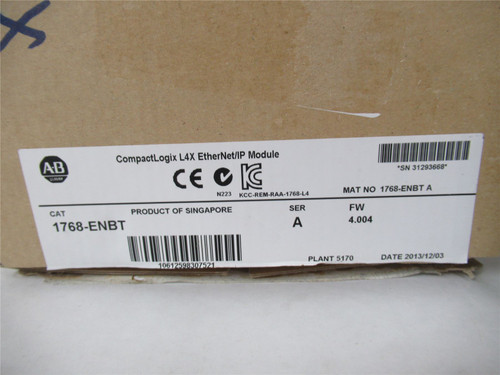 CompactLogix L4X EtherNet/IP Module
AB
*SN 31293668*
N223 KCC-REM-RAA-1768-L4
MAT NO 1768-ENBT A
CAT
PRODUCT OF SINGAPORE
SER
FW
1768-ENBT
A
4.004
10612598307521
PLANT 5170
DATE 2013/12/03